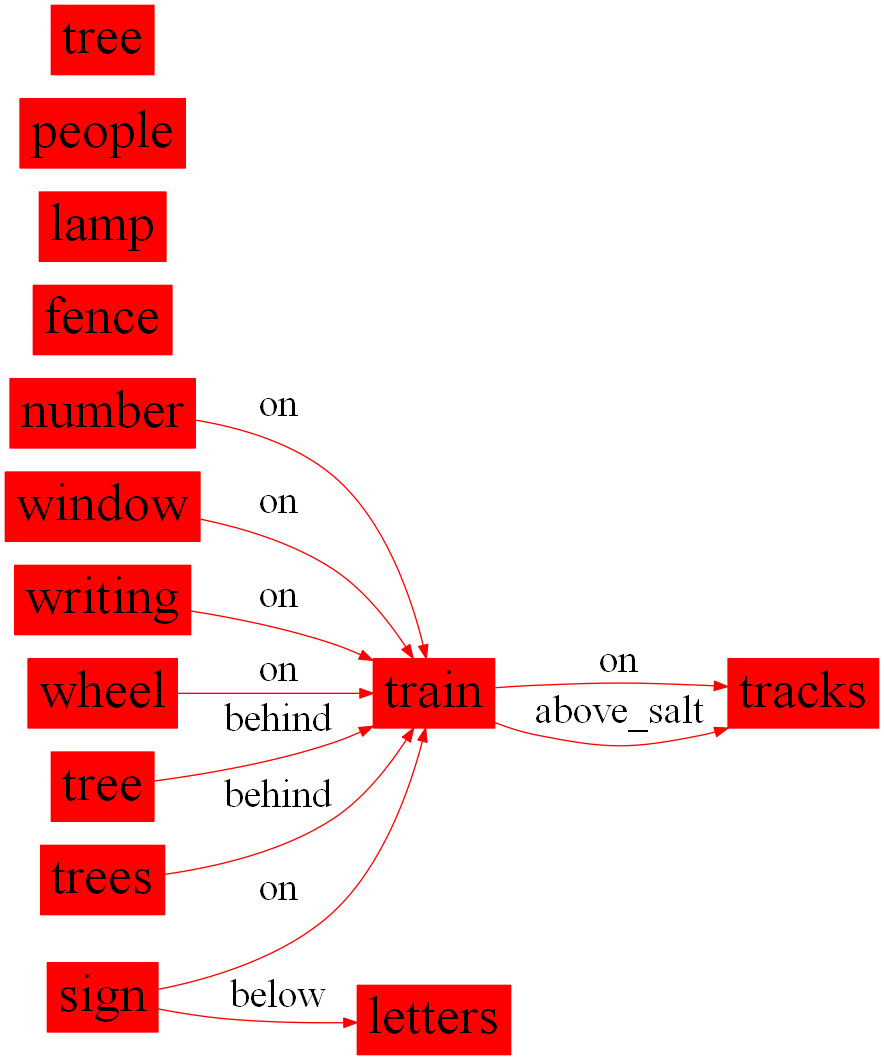 tree
people
lamp
fence
number
on
window
on
writing
on
wheel
on
train
on
tracks
above_salt
behind
tree
behind
trees
on
sign
below
letters